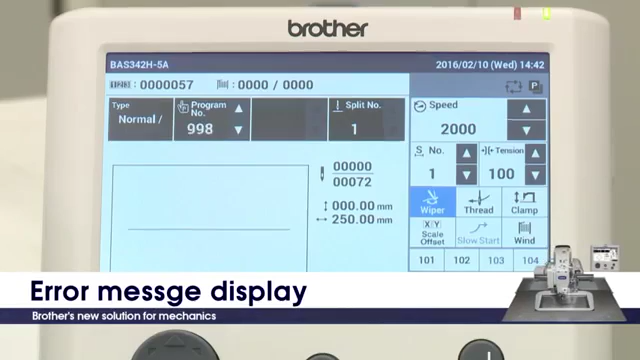 brother
BAS342H-5A
2016/02/10 (Wed) 14:42
: 0000057
: 0000 / 0000
P
Type
Normal /
Program No.
998
Split No.
1
Speed
2000
00000
00072
S No.
1
Tension
100
000.00 mm
250.00 mm
Wiper
Thread
Clamp
X/Y
Scale Offset
Slow Start
Wind
101 102 103 104
Error messge display
Brother's new solution for mechanics